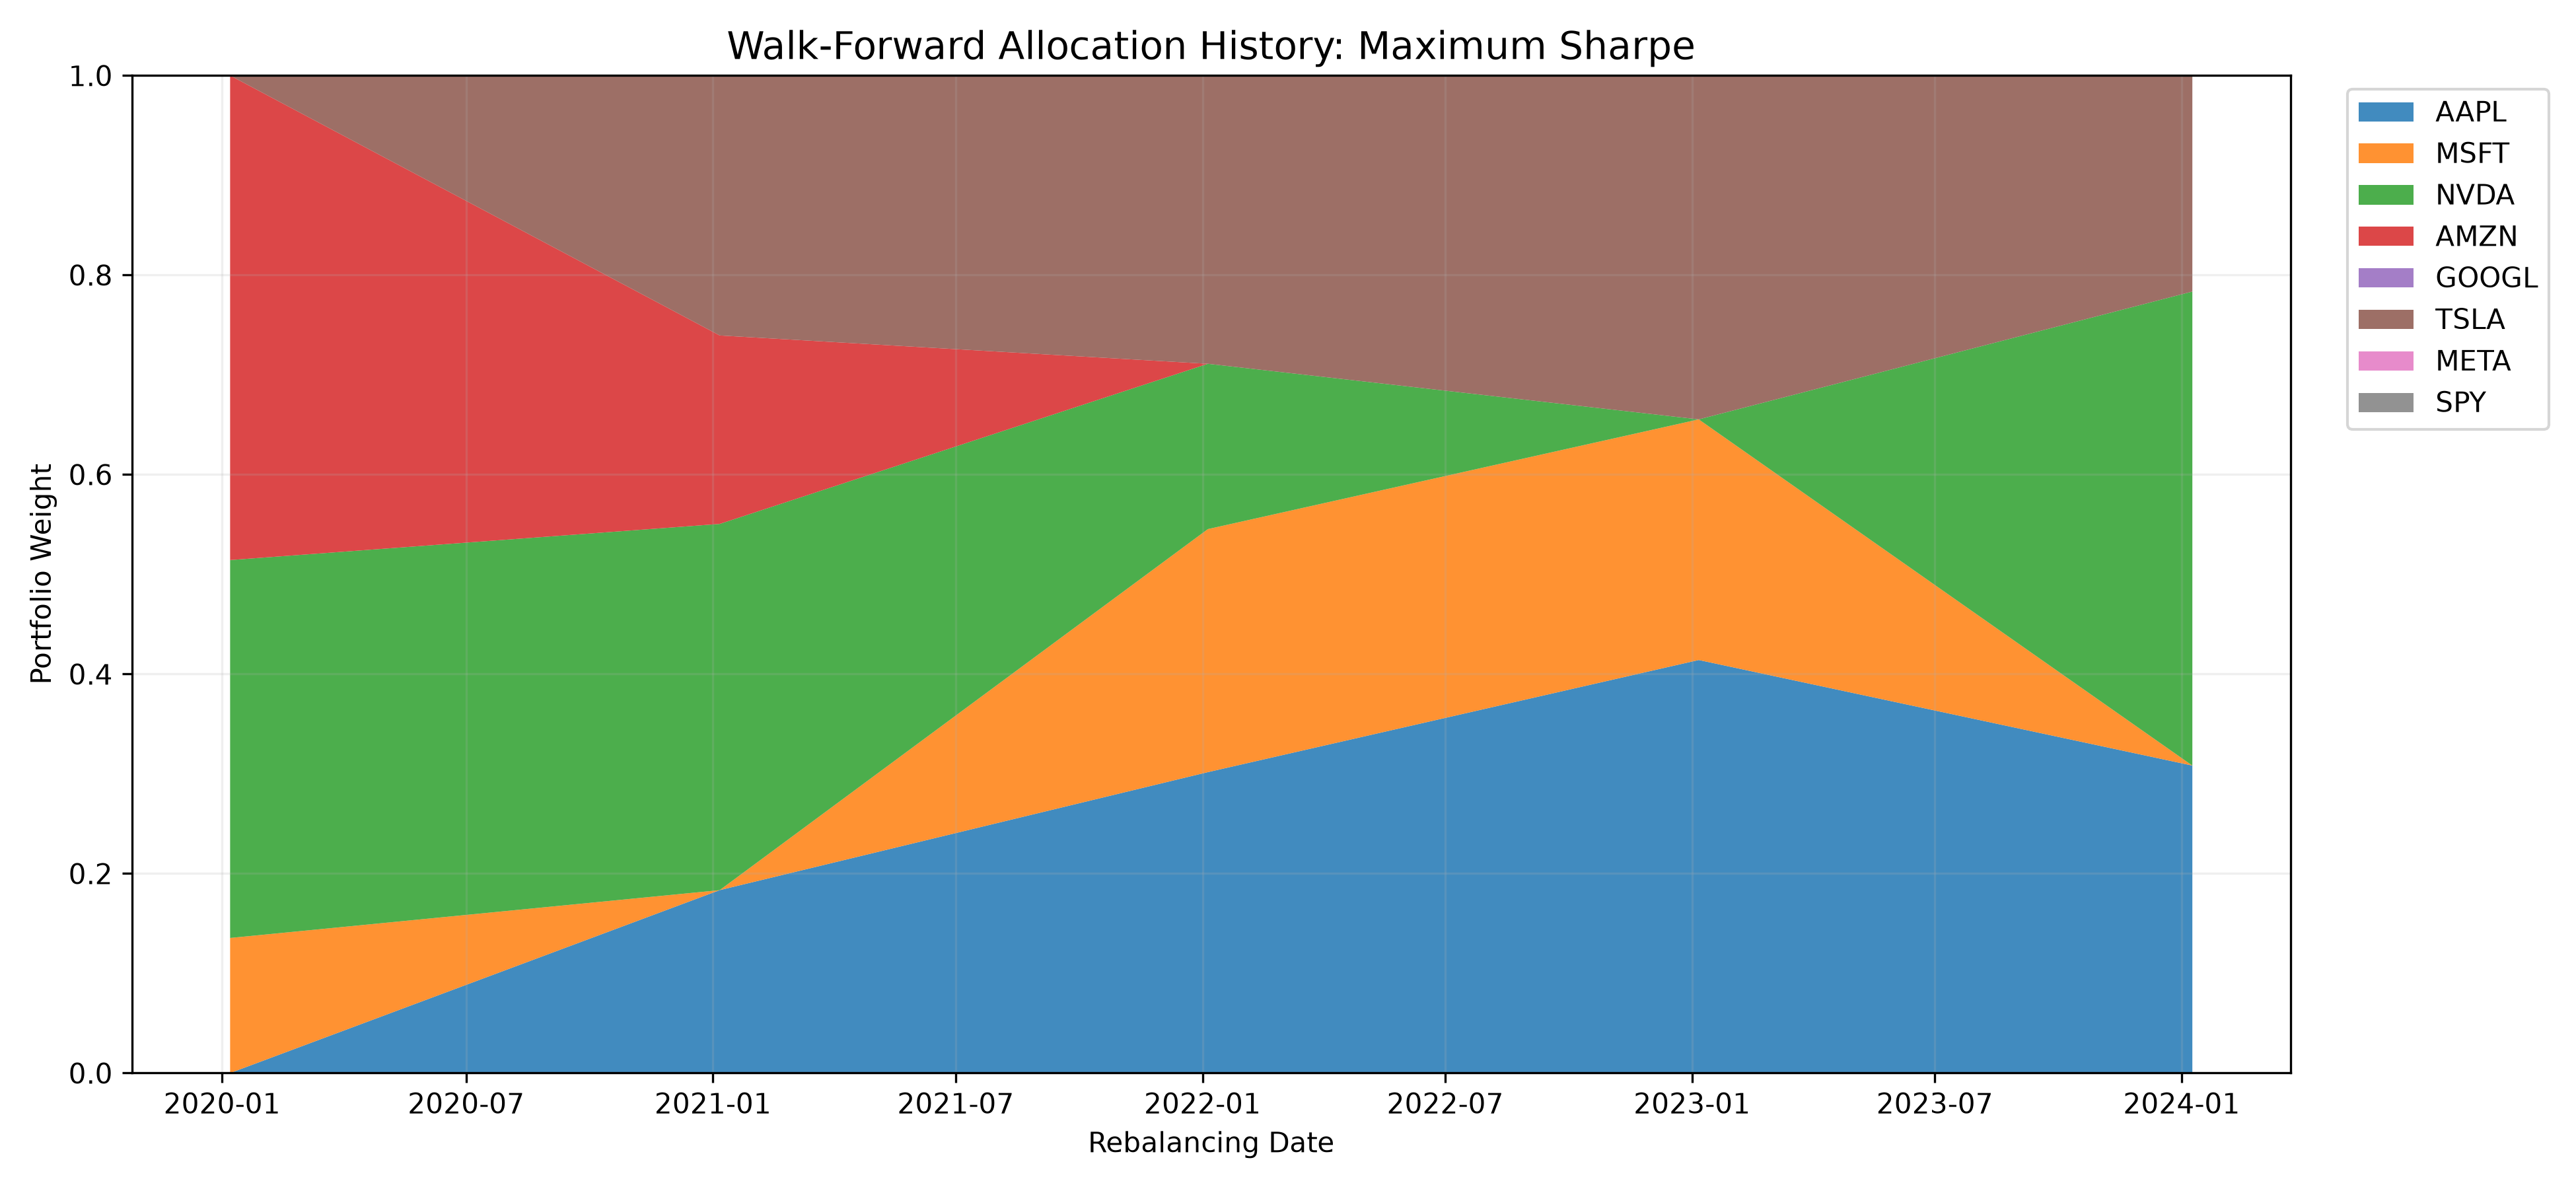 Walk-Forward Allocation History: Maximum Sharpe
1.0
0.8
0.6
0.4
0.2
0.0
Portfolio Weight
2020-01 2020-07 2021-01 2021-07 2022-01 2022-07 2023-01 2023-07 2024-01
Rebalancing Date
AAPL
MSFT
NVDA
AMZN
GOOGL
TSLA
META
SPY